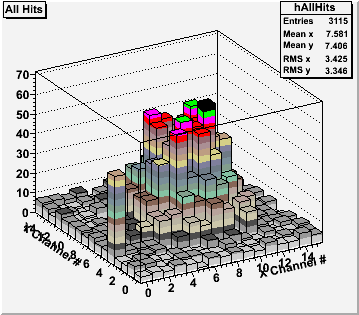 All Hits
hAllHits
Entries 3115
Mean x 7.581
Mean y 7.406
RMS x 3.425
RMS y 3.346
70
60
50
40
30
20
10
0
14 12 10 8 6 4 2 0
Y Channel #
0 2 4 6 8 10 12 14
X Channel #